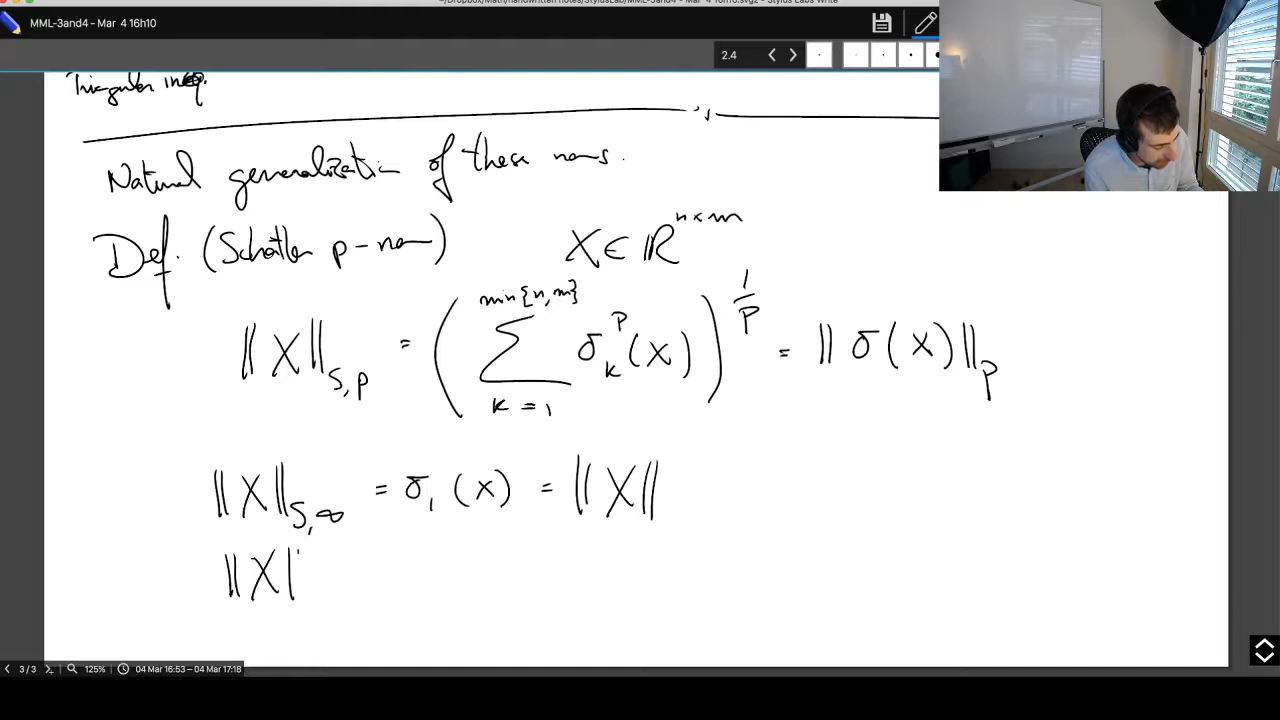 MML-3and4 - Mar 4 16h10
2.4
Triangular ineq.
Natural generalization of these norms.
Def. (Schatten p-norm) X ∈ ℝ^{n×m}
‖X‖_{S,p} = ( ∑_{k=1}^{min{n,m}} σ_k^p (X) )^{1/p} = ‖ σ(X) ‖_p
‖X‖_{S,∞} = σ_1 (X) = ‖X‖
‖X|
3/3 125% 04 Mar 16:53 – 04 Mar 17:18